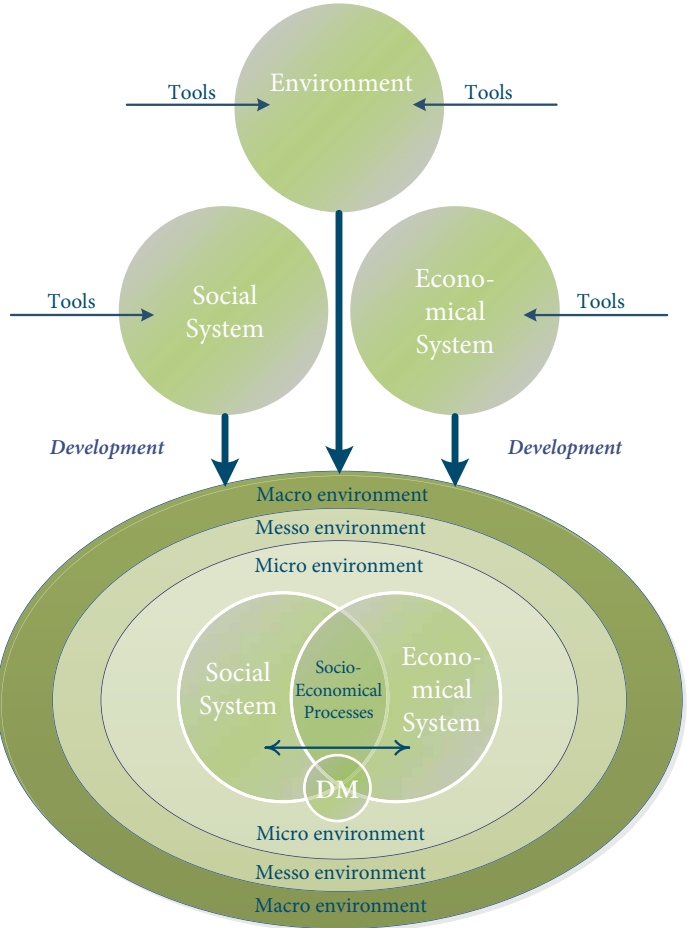 Environment
Tools
Tools
Social
System
Econo-
mical
System
Tools
Tools
Development
Development
Macro environment
Messo environment
Micro environment
Social
System
Socio-
Economical
Processes
Econo-
mical
System
DM
Micro environment
Messo environment
Macro environment